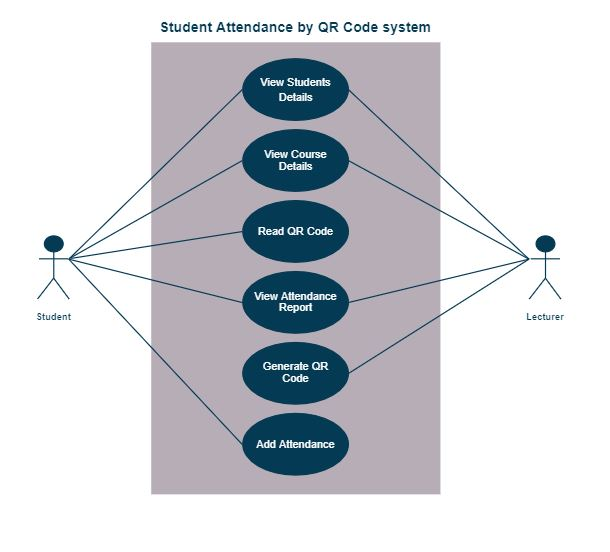 Student Attendance by QR Code system
View Students
Details
View Course
Details
Read QR Code
View Attendance
Report
Generate QR
Code
Add Attendance
Student
Lecturer